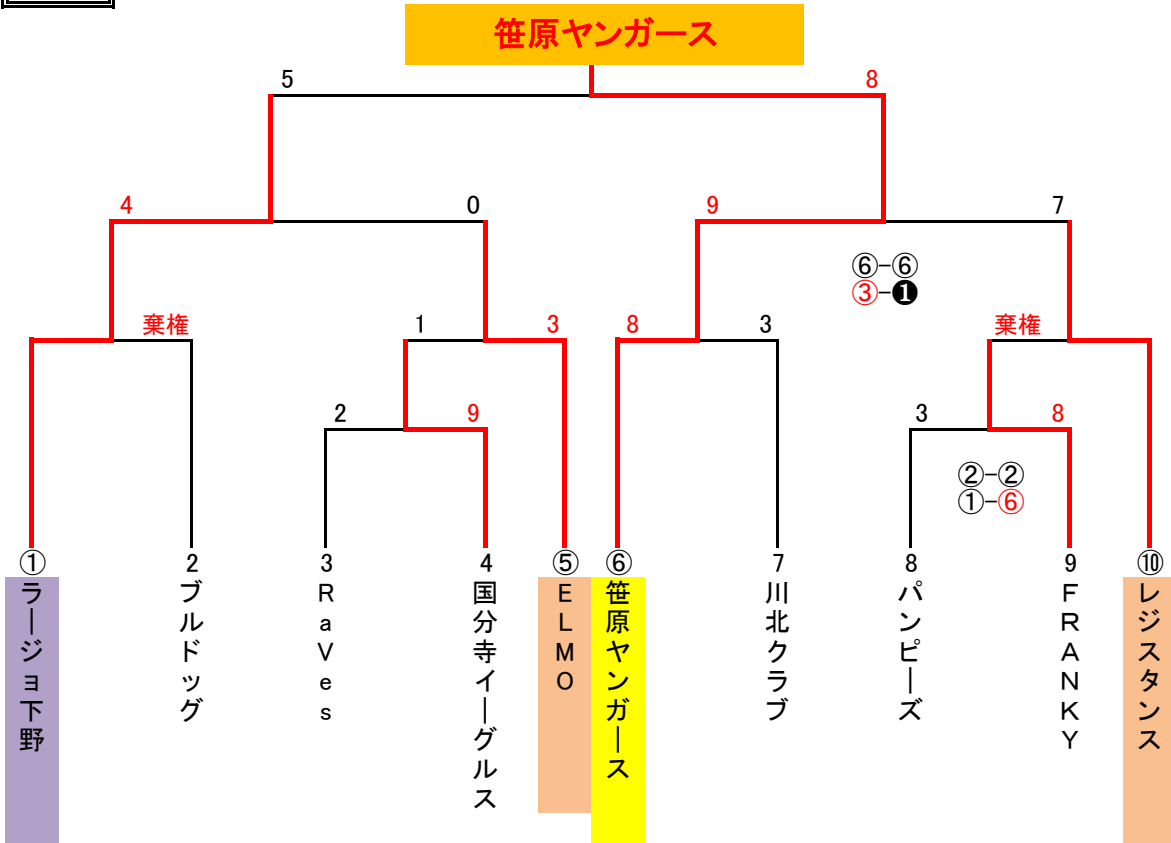 笹原ヤンガース
5
8
4
0
9
7
⑥-⑥
③-❶
棄権
1
3
8
3
棄権
2
9
3
8
②-②
①-⑥
①
2
3
4
⑤
⑥
7
8
9
⑩
ラージョ下野
ブルドッグ
RaVes
国分寺イーグルス
ELMO
笹原ヤンガース
川北クラブ
パンピーズ
FRANKY
レジスタンス